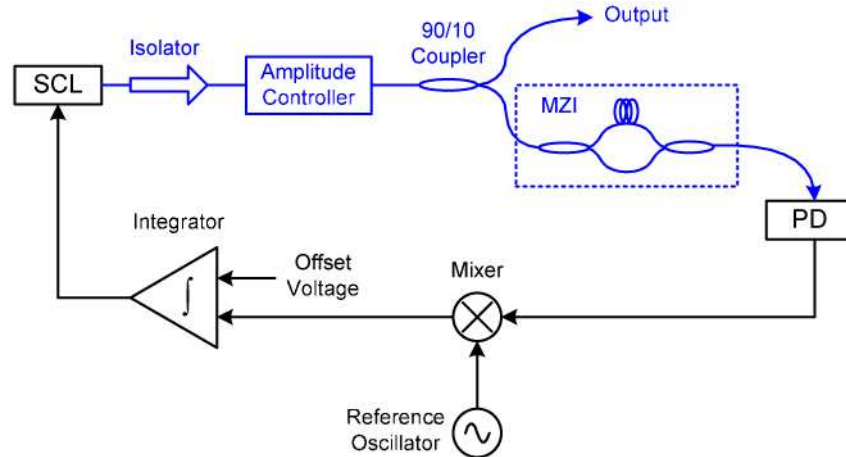 Output
90/10
Coupler
Isolator
SCL
Amplitude
Controller
MZI
PD
Integrator
∫
Offset
Voltage
Mixer
Reference
Oscillator